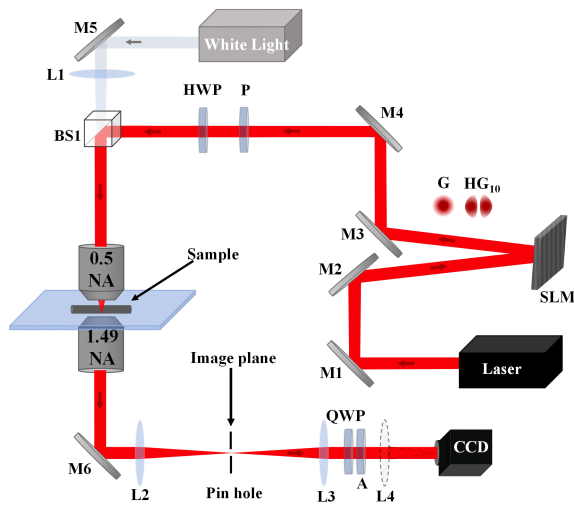 M5
White Light
L1
HWP
P
M4
BS1
G
HG10
M3
0.5
NA
Sample
M2
SLM
1.49
NA
Image plane
M1
Laser
QWP
CCD
M6
L2
Pin hole
L3
A
L4